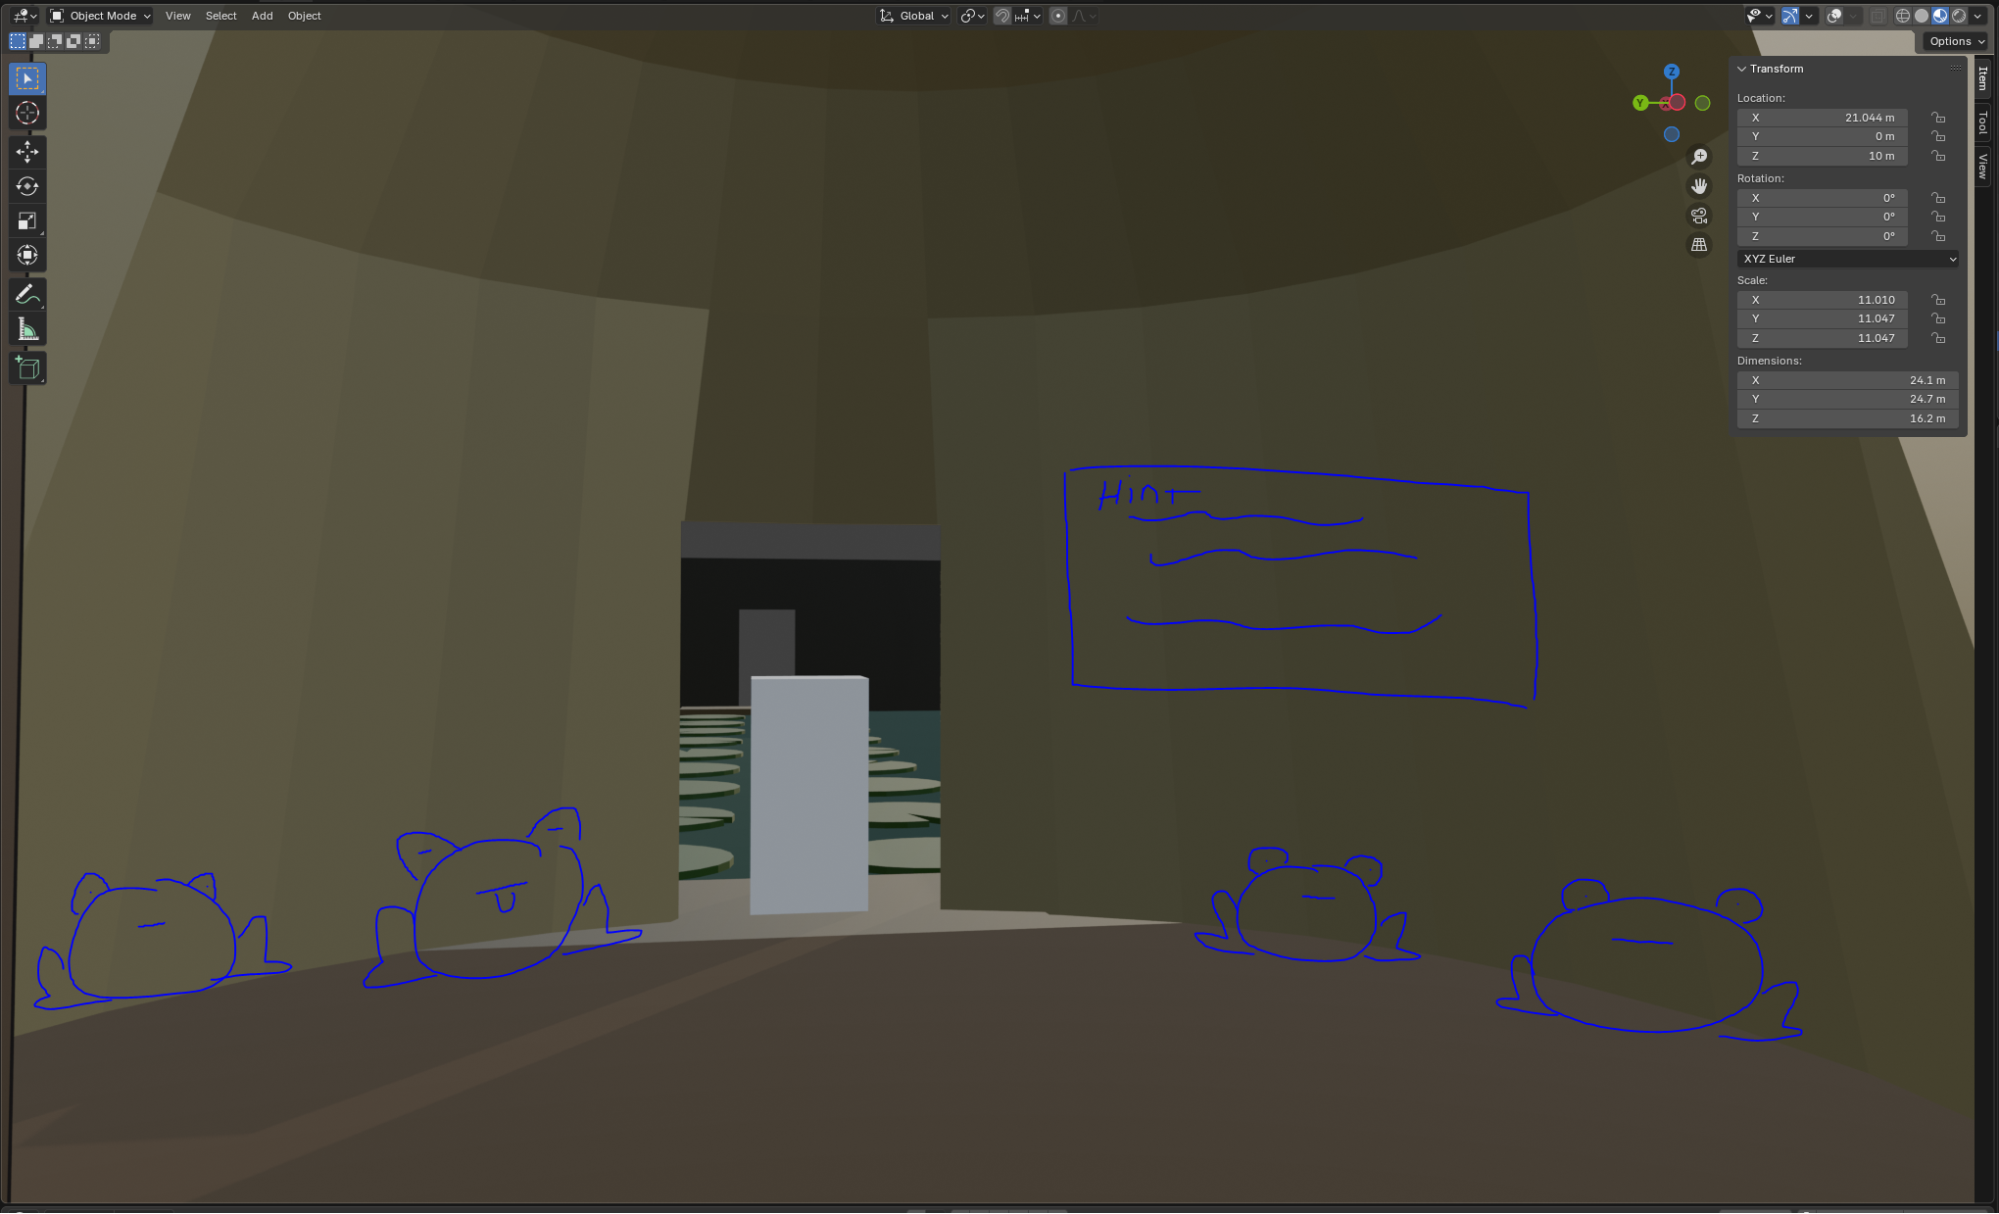 Object Mode View Select Add Object Global
Options
Transform
Location:
X 21.044 m
Y 0 m
Z 10 m
Rotation:
X 0°
Y 0°
Z 0°
XYZ Euler
Scale:
X 11.010
Y 11.047
Z 11.047
Dimensions:
X 24.1 m
Y 24.7 m
Z 16.2 m
Item
Tool
View
Z
Y
Hint